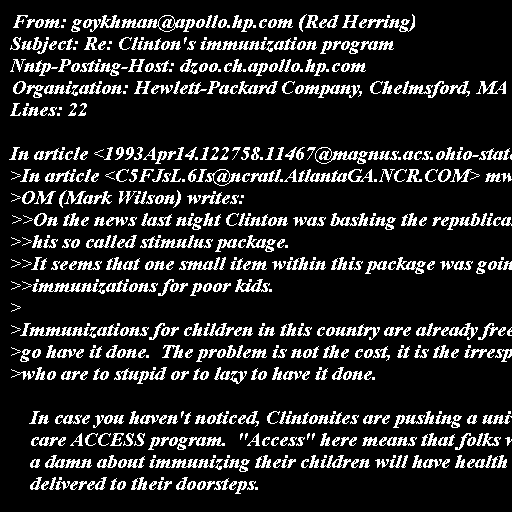 From: goykhman@apollo.hp.com (Red Herring)
Subject: Re: Clinton's immunization program
Nntp-Posting-Host: dzoo.ch.apollo.hp.com
Organization: Hewlett-Packard Company, Chelmsford, MA
Lines: 22

In article <1993Apr14.122758.11467@magnus.acs.ohio-state
>In article <C5FJsL.6Is@ncratl.AtlantaGA.NCR.COM> mw
>OM (Mark Wilson) writes:
>>On the news last night Clinton was bashing the republica
>>his so called stimulus package.
>>It seems that one small item within this package was goin
>>immunizations for poor kids.
>
>Immunizations for children in this country are already free
>go have it done.  The problem is not the cost, it is the irresp
>who are to stupid or to lazy to have it done.

In case you haven't noticed, Clintonites are pushing a uni
care ACCESS program.  "Access" here means that folks w
a damn about immunizing their children will have health
delivered to their doorsteps.